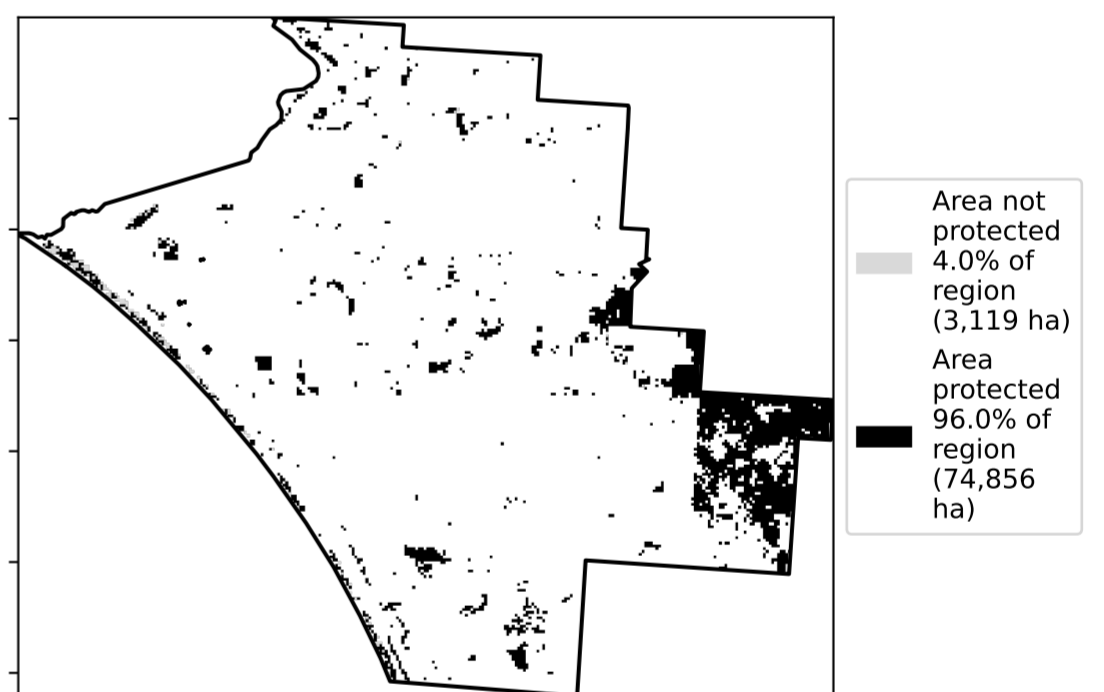 Area not
protected
4.0% of
region
(3,119 ha)
Area
protected
96.0% of
region
(74,856
ha)